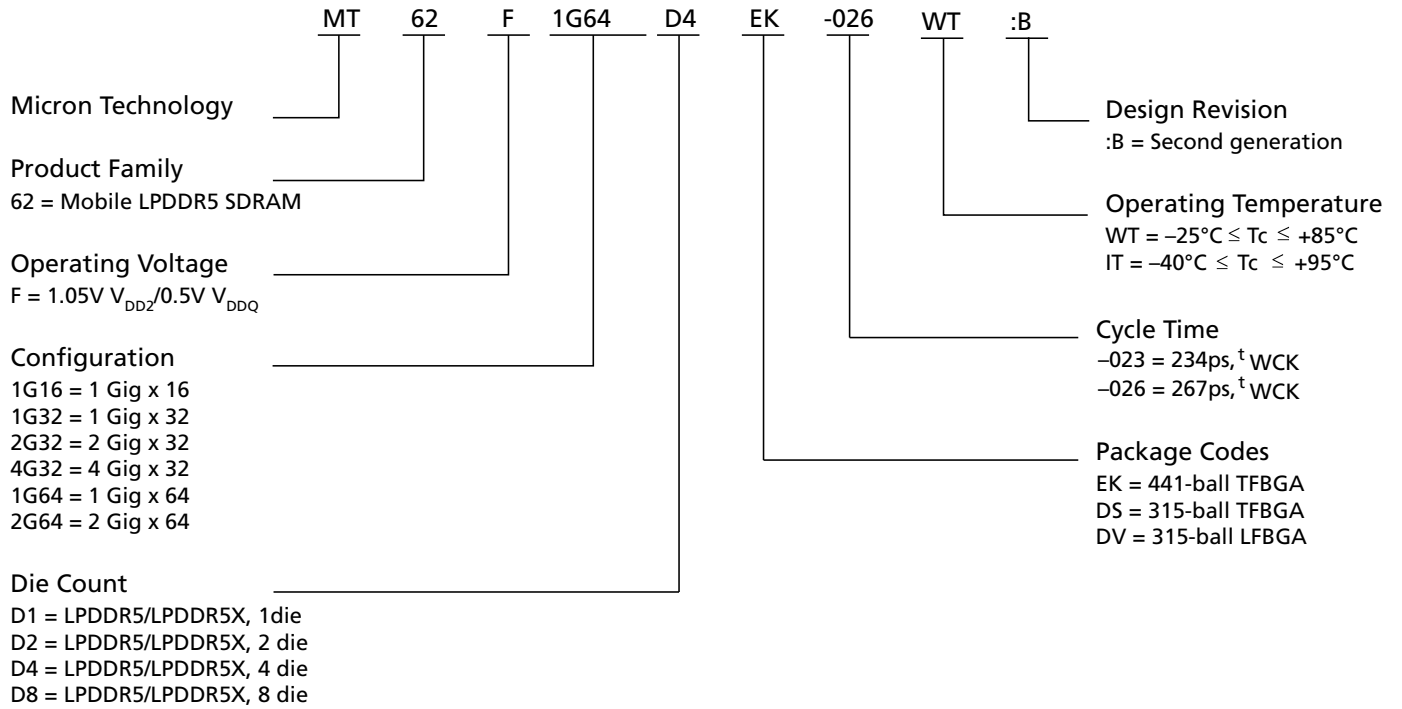 MT 62 F 1G64 D4 EK -026 WT :B
Micron Technology
Product Family
62 = Mobile LPDDR5 SDRAM
Operating Voltage
F = 1.05V VDD2/0.5V VDDQ
Configuration
1G16 = 1 Gig x 16
1G32 = 1 Gig x 32
2G32 = 2 Gig x 32
4G32 = 4 Gig x 32
1G64 = 1 Gig x 64
2G64 = 2 Gig x 64
Die Count
D1 = LPDDR5/LPDDR5X, 1die
D2 = LPDDR5/LPDDR5X, 2 die
D4 = LPDDR5/LPDDR5X, 4 die
D8 = LPDDR5/LPDDR5X, 8 die
Design Revision
:B = Second generation
Operating Temperature
WT = –25°C ≤ Tc ≤ +85°C
IT = –40°C ≤ Tc ≤ +95°C
Cycle Time
–023 = 234ps, t WCK
–026 = 267ps, t WCK
Package Codes
EK = 441-ball TFBGA
DS = 315-ball TFBGA
DV = 315-ball LFBGA